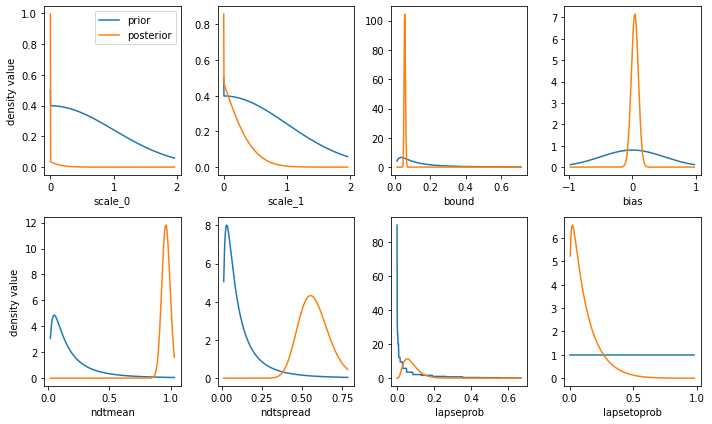 prior
posterior
density value
1.0
0.8
0.6
0.4
0.2
0.0
0 1 2
scale_0
0.8
0.6
0.4
0.2
0.0
0 1 2
scale_1
100
80
60
40
20
0
0.0 0.2 0.4 0.6
bound
7
6
5
4
3
2
1
0
−1 0 1
bias
density value
12
10
8
6
4
2
0
0.0 0.5 1.0
ndtmean
8
6
4
2
0
0.00 0.25 0.50 0.75
ndtspread
80
60
40
20
0
0.0 0.2 0.4 0.6
lapseprob
6
5
4
3
2
1
0
0.0 0.5 1.0
lapsetoprob